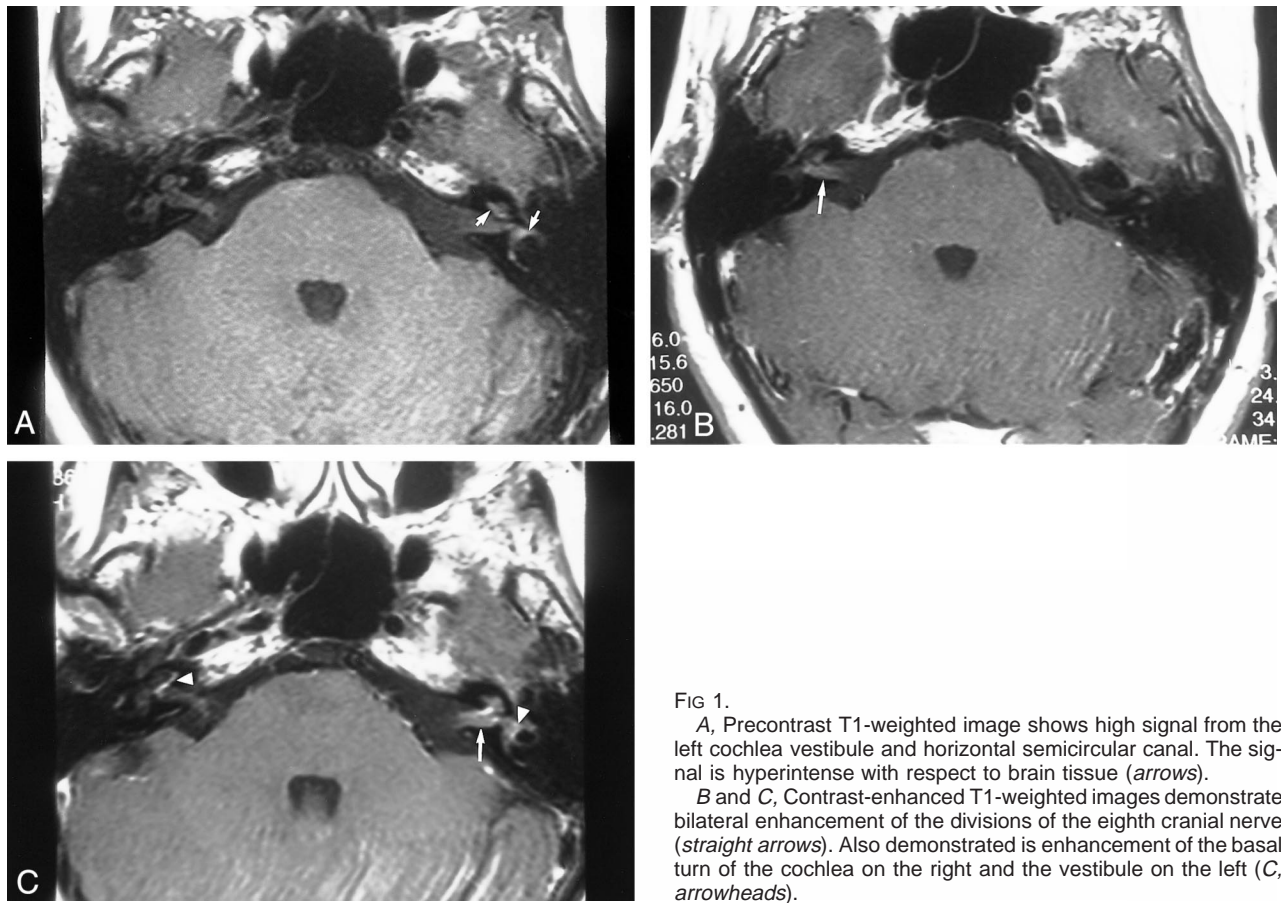 A
B
6.0
15.6
650
16.0
.281
3.
24.
34
AME:
C
FIG 1.
A, Precontrast T1-weighted image shows high signal from the
left cochlea vestibule and horizontal semicircular canal. The sig-
nal is hyperintense with respect to brain tissue (arrows).
B and C, Contrast-enhanced T1-weighted images demonstrate
bilateral enhancement of the divisions of the eighth cranial nerve
(straight arrows). Also demonstrated is enhancement of the basal
turn of the cochlea on the right and the vestibule on the left (C,
arrowheads).